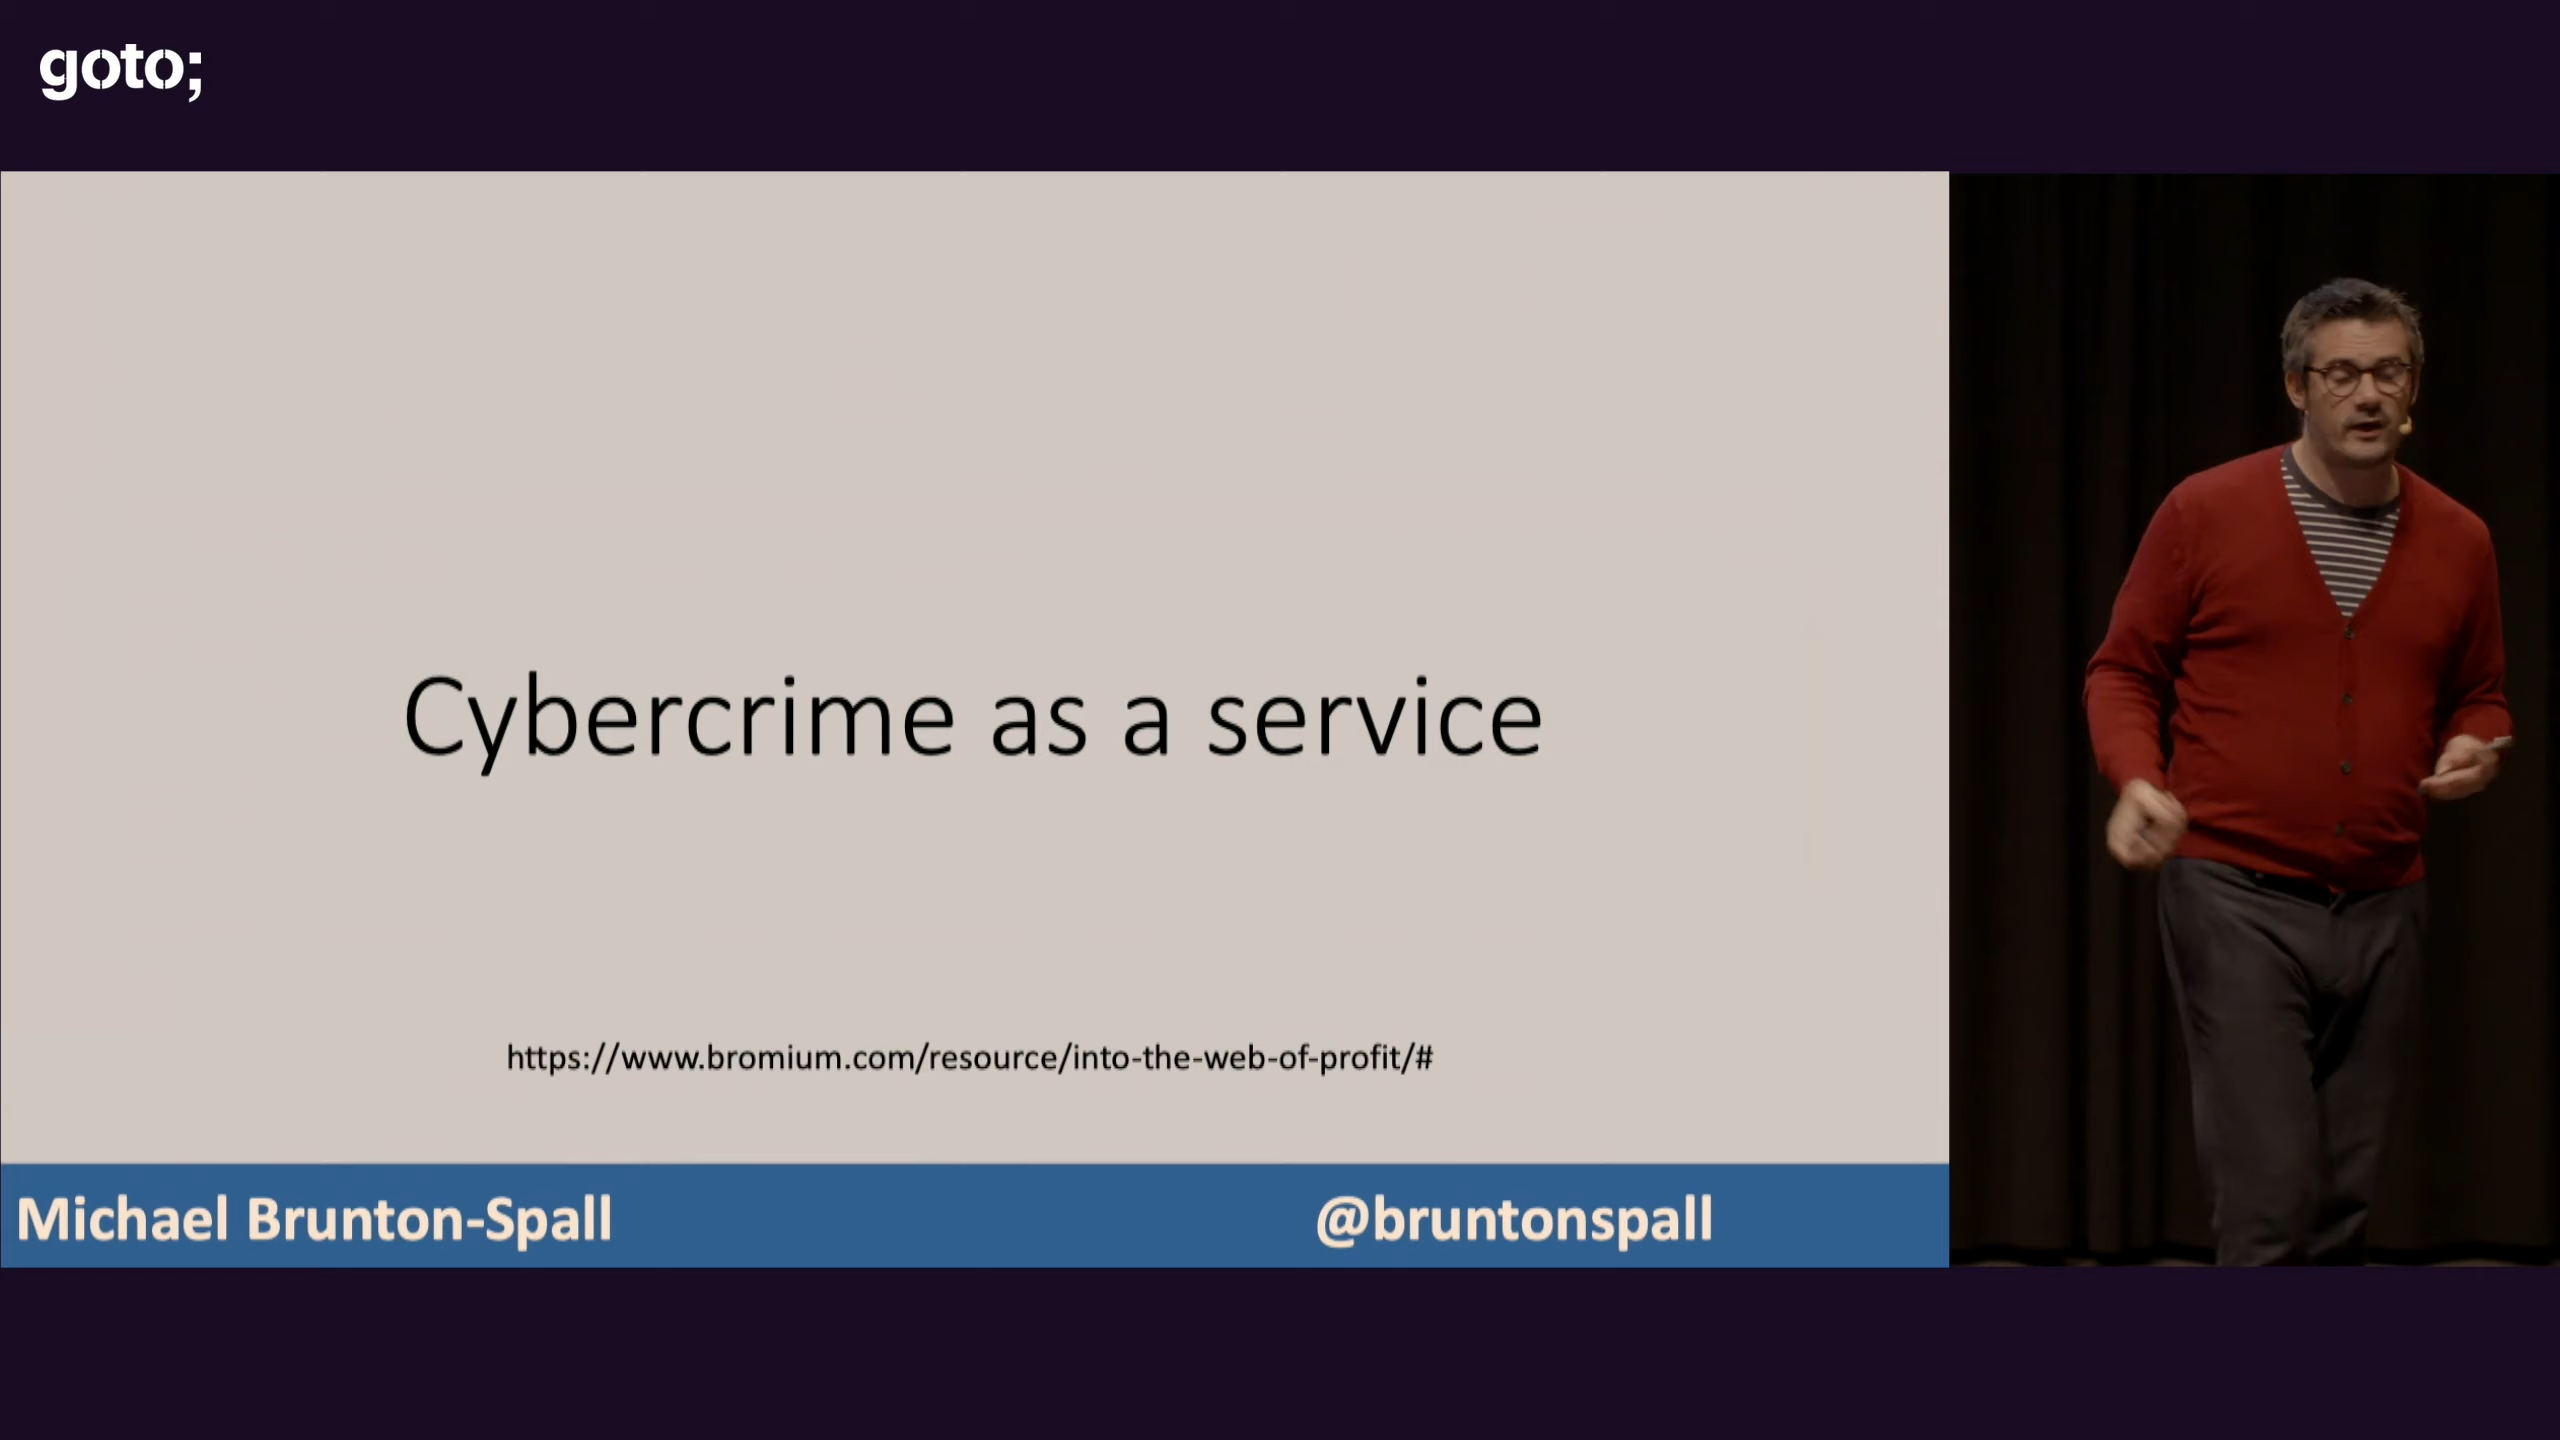 goto;
Cybercrime as a service
https://www.bromium.com/resource/into-the-web-of-profit/#
Michael Brunton-Spall
@bruntonspall